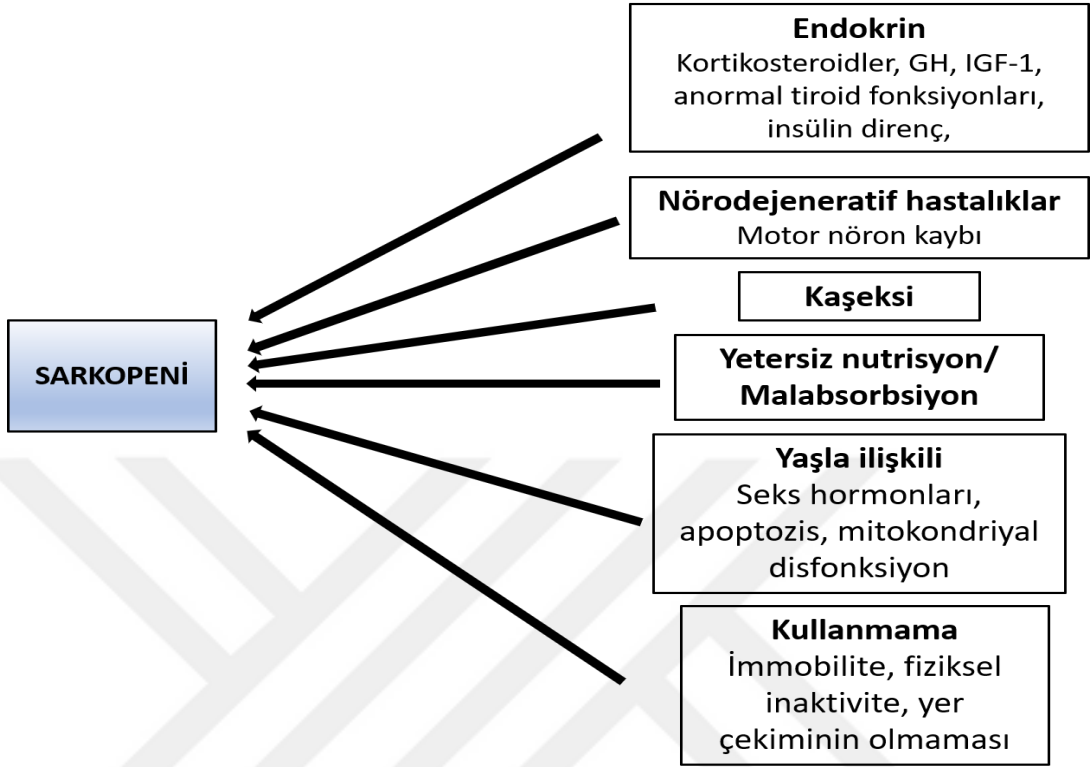 Endokrin
Kortikosteroidler, GH, IGF-1,
anormal tiroid fonksiyonları,
insülin direnç,
Nörodejeneratif hastalıklar
Motor nöron kaybı
Kaşeksi
SARKOPENİ
Yetersiz nutrisyon/
Malabsorbsiyon
Yaşla ilişkili
Seks hormonları,
apoptozis, mitokondriyal
disfonksiyon
Kullanmama
İmmobilite, fiziksel
inaktivite, yer
çekiminin olmaması